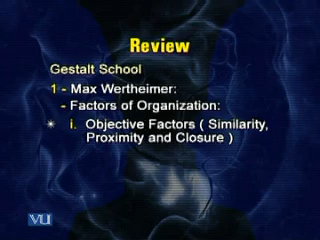 Review
Gestalt School
1 - Max Wertheimer:
- Factors of Organization:
* i. Objective Factors ( Similarity,
Proximity and Closure )
VU